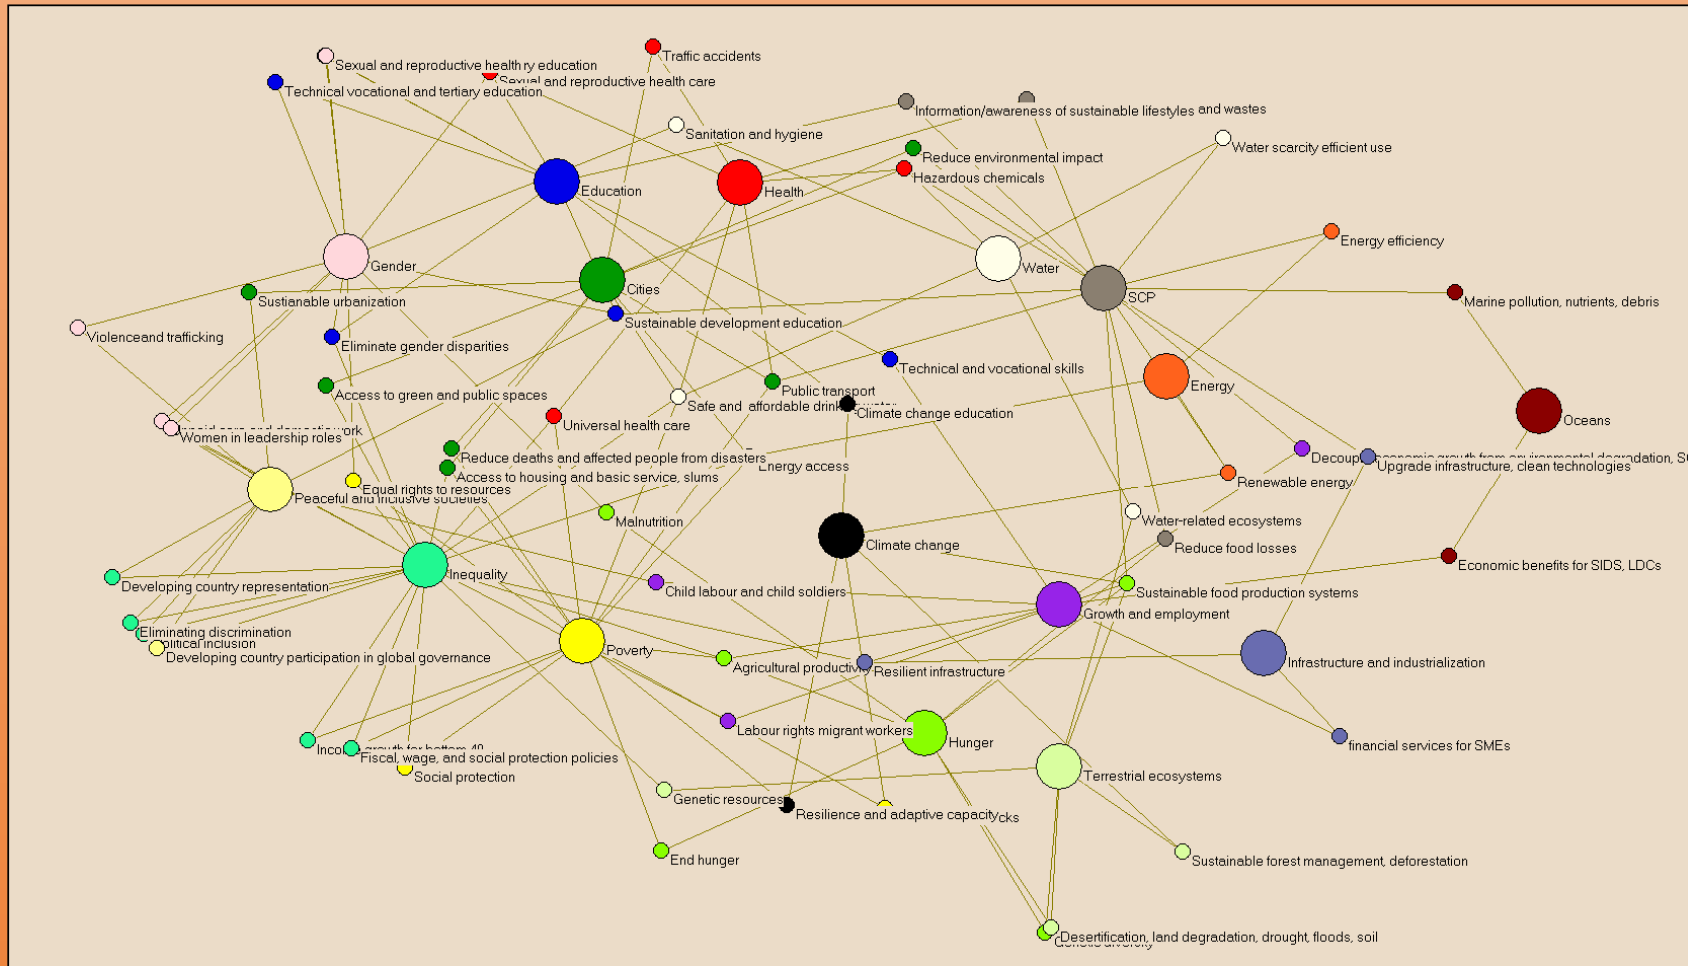 Traffic accidents
Sexual and reproductive health
ry education
Sexual and reproductive health care
Technical vocational and tertiary education
Information/awareness of sustainable lifestyles
and wastes
Sanitation and hygiene
Water scarcity efficient use
Reduce environmental impact
Hazardous chemicals
Education
Health
Energy efficiency
Gender
Water
Cities
SCP
Sustianable urbanization
Marine pollution, nutrients, debris
Sustainable development education
Violenceand trafficking
Eliminate gender disparities
Technical and vocational skills
Energy
Public transport
Access to green and public spaces
Safe and affordable
Climate change education
Oceans
Universal health care
work
Women in leadership roles
Reduce deaths and affected people from disasters
Energy access
Upgrade infrastructure, clean technologies
Access to housing and basic service, slums
Renewable energy
Equal rights to resources
Peaceful and inclusive societies
Malnutrition
Water-related ecosystems
Climate change
Reduce food losses
Economic benefits for SIDS, LDCs
Inequality
Developing country representation
Child labour and child soldiers
Sustainable food production systems
Growth and employment
Eliminating discrimination
inclusion
Poverty
Developing country participation in global governance
Infrastructure and industrialization
Agricultural
Resilient infrastructure
Labour rights migrant workers
Hunger
financial services for SMEs
Fiscal, wage, and social protection policies
Social protection
Terrestrial ecosystems
Genetic resources
Resilience and adaptive capacity
cks
End hunger
Sustainable forest management, deforestation
Desertification, land degradation, drought, floods, soil